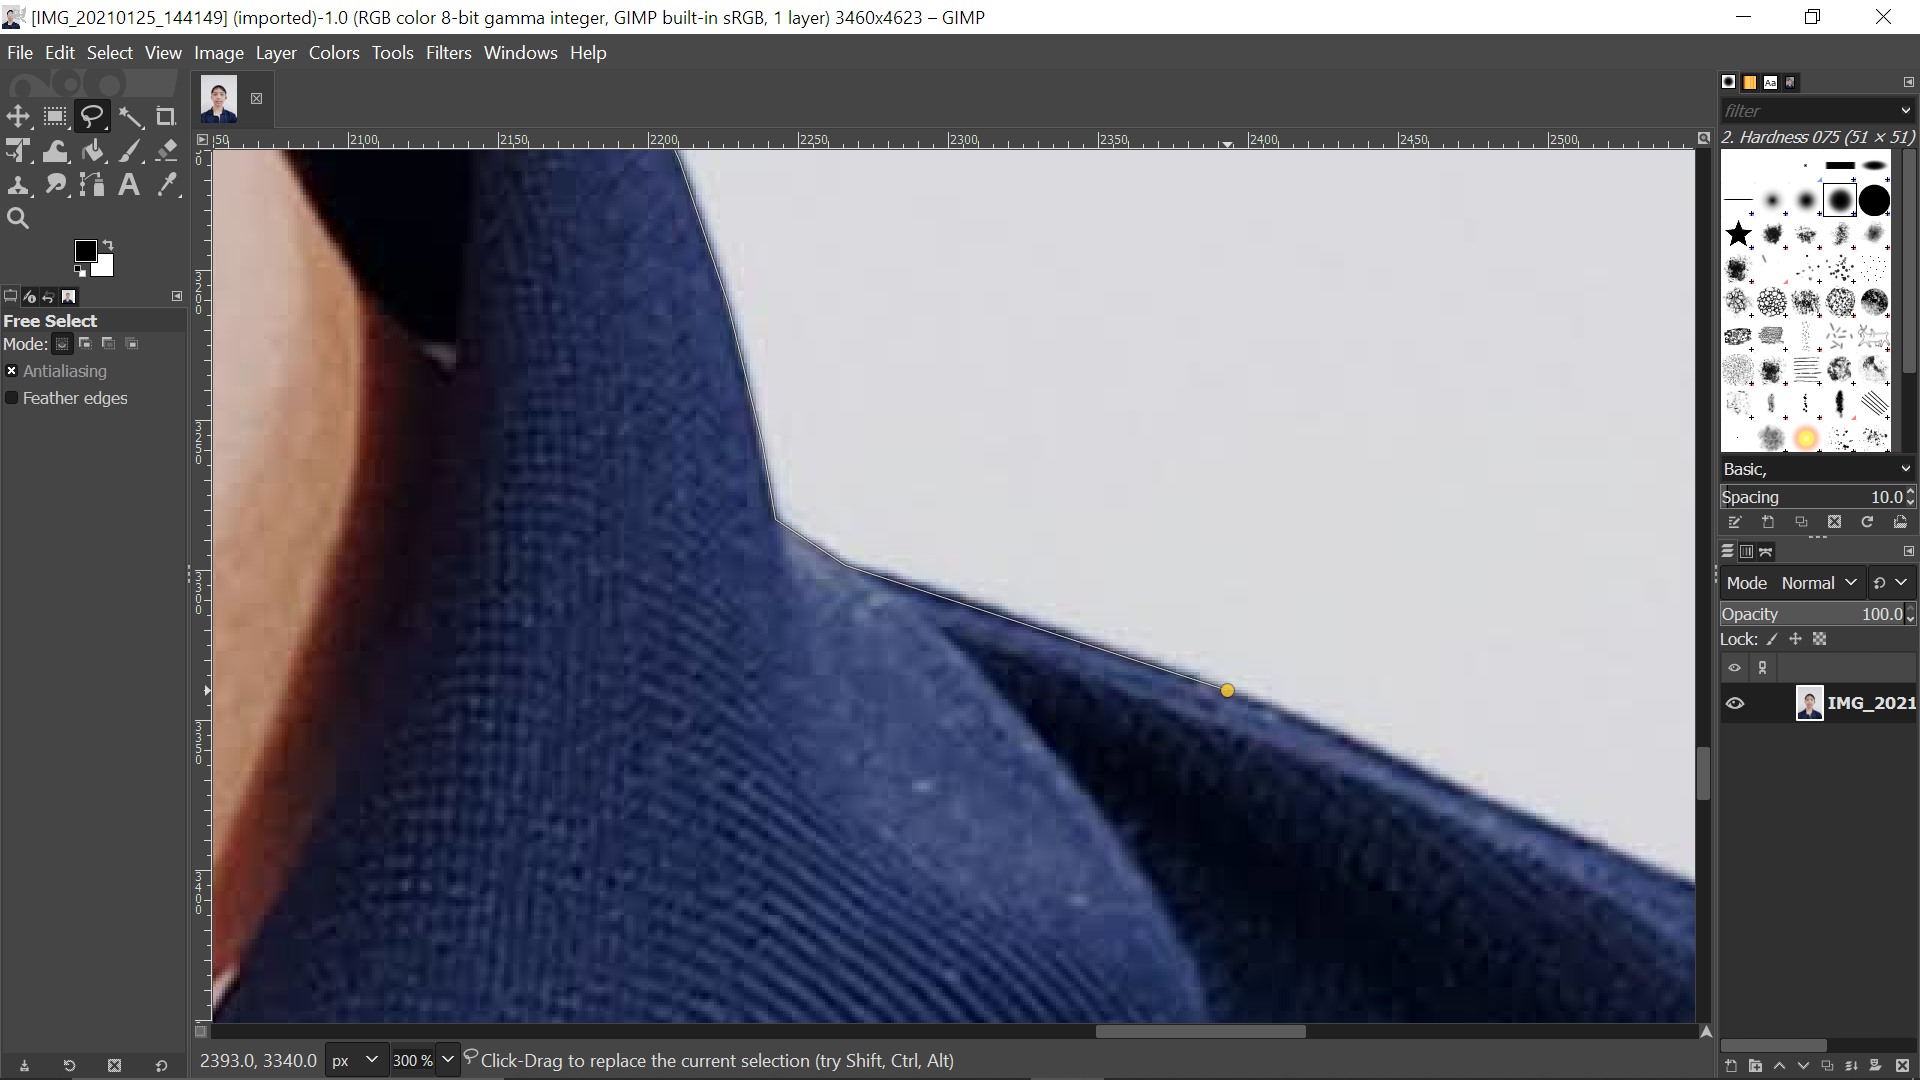 [IMG_20210125_144149] (imported)-1.0 (RGB color 8-bit gamma integer, GIMP built-in sRGB, 1 layer) 3460x4623 – GIMP
File Edit Select View Image Layer Colors Tools Filters Windows Help
Aa
filter
50 2100 2150 2200 2250 2300 2350 2400 2450 2500
2. Hardness 075 (51 × 51)
0
3200
3250
3300
3350
3400
A
Free Select
Mode:
Antialiasing
Feather edges
Basic,
Spacing 10.0
Mode Normal
Opacity 100.0
Lock:
IMG_2021
2393.0, 3340.0 px 300 % Click-Drag to replace the current selection (try Shift, Ctrl, Alt)